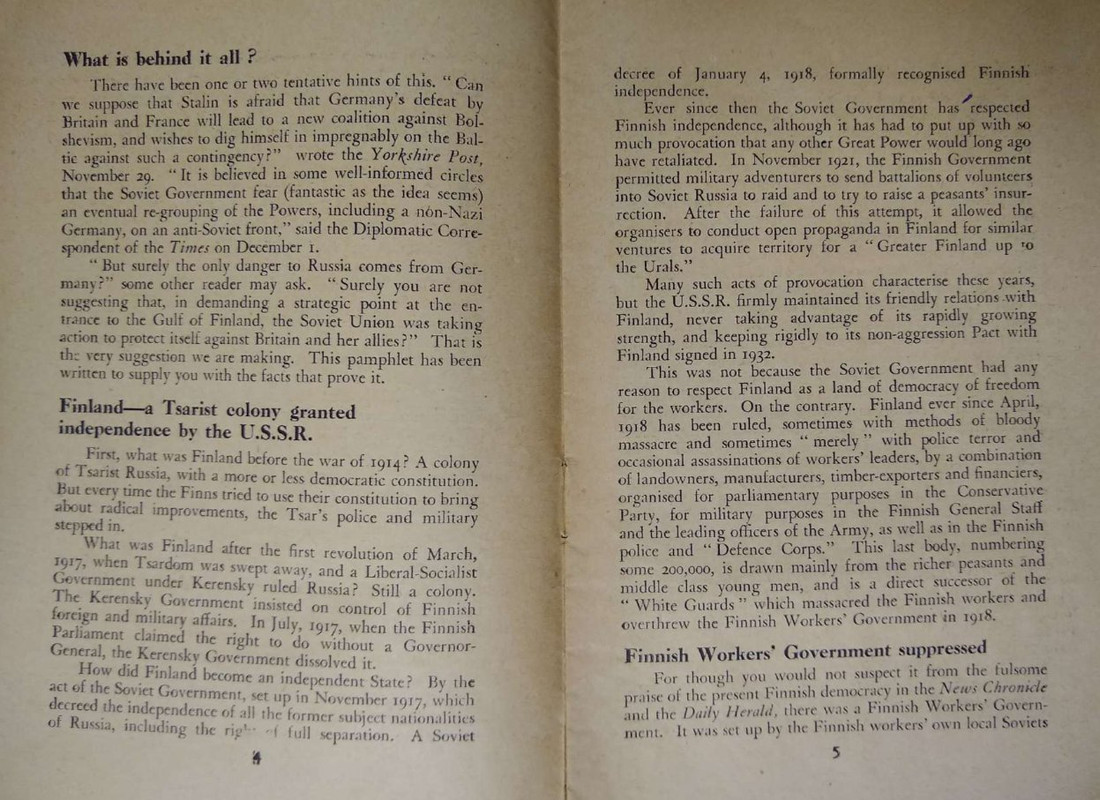 What is behind it all ?
There have been one or two tentative hints of this. “ Can
we suppose that Stalin is afraid that Germany’s defeat by
Britain and France will lead to a new coalition against Bol-
shevism, and wishes to dig himself in impregnably on the Bal-
tic against such a contingency?” wrote the Yorkshire Post,
November 29. “ It is believed in some well-informed circles
that the Soviet Government fear (fantastic as the idea seems)
an eventual re-grouping of the Powers, including a non-Nazi
Germany, on an anti-Soviet front,” said the Diplomatic Corre-
spondent of the Times on December 1.
“ But surely the only danger to Russia comes from Ger-
many?” some other reader may ask. “ Surely you are not
suggesting that, in demanding a strategic point at the en-
trance to the Gulf of Finland, the Soviet Union was taking
action to protect itself against Britain and her allies?” That is
the very suggestion we are making. This pamphlet has been
written to supply you with the facts that prove it.
Finland—a Tsarist colony granted
independence by the U.S.S.R.
First, what was Finland before the war of 1914? A colony
of Tsarist Russia, with a more or less democratic constitution.
But every time the Finns tried to use their constitution to bring
about radical improvements, the Tsar’s police and military
stepped in.
What was Finland after the first revolution of March,
1917, when Tsardom was swept away, and a Liberal-Socialist
Government under Kerensky ruled Russia? Still a colony.
The Kerensky Government insisted on control of Finnish
foreign and military affairs. In July, 1917, when the Finnish
Parliament claimed the right to do without a Governor-
General, the Kerensky Government dissolved it.
How did Finland become an independent State? By the
act of the Soviet Government, set up in November 1917, which
decreed the independence of all the former subject nationalities
of Russia, including the full separation. A Soviet
4
decree of January 4, 1918, formally recognised Finnish
independence.
Ever since then the Soviet Government has respected
Finnish independence, although it has had to put up with so
much provocation that any other Great Power would long ago
have retaliated. In November 1921, the Finnish Government
permitted military adventurers to send battalions of volunteers
into Soviet Russia to raid and to try to raise a peasants’ insur-
rection. After the failure of this attempt, it allowed the
organisers to conduct open propaganda in Finland for similar
ventures to acquire territory for a “ Greater Finland up to
the Urals.”
Many such acts of provocation characterise these years,
but the U.S.S.R. firmly maintained its friendly relations with
Finland, never taking advantage of its rapidly growing
strength, and keeping rigidly to its non-aggression Pact with
Finland signed in 1932.
This was not because the Soviet Government had any
reason to respect Finland as a land of democracy of freedom
for the workers. On the contrary. Finland ever since April,
1918 has been ruled, sometimes with methods of bloody
massacre and sometimes “ merely ” with police terror and
occasional assassinations of workers’ leaders, by a combination
of landowners, manufacturers, timber-exporters and financiers,
organised for parliamentary purposes in the Conservative
Party, for military purposes in the Finnish General Staff
and the leading officers of the Army, as well as in the Finnish
police and “ Defence Corps.” This last body, numbering
some 200,000, is drawn mainly from the richer peasants and
middle class young men, and is a direct successor of the
“ White Guards ” which massacred the Finnish workers and
overthrew the Finnish Workers’ Government in 1918.
Finnish Workers’ Government suppressed
For though you would not suspect it from the fulsome
praise of the present Finnish democracy in the News Chronicle
and the Daily Herald, there was a Finnish Workers’ Govern-
ment. It was set up by the Finnish workers’ own local Soviets
5